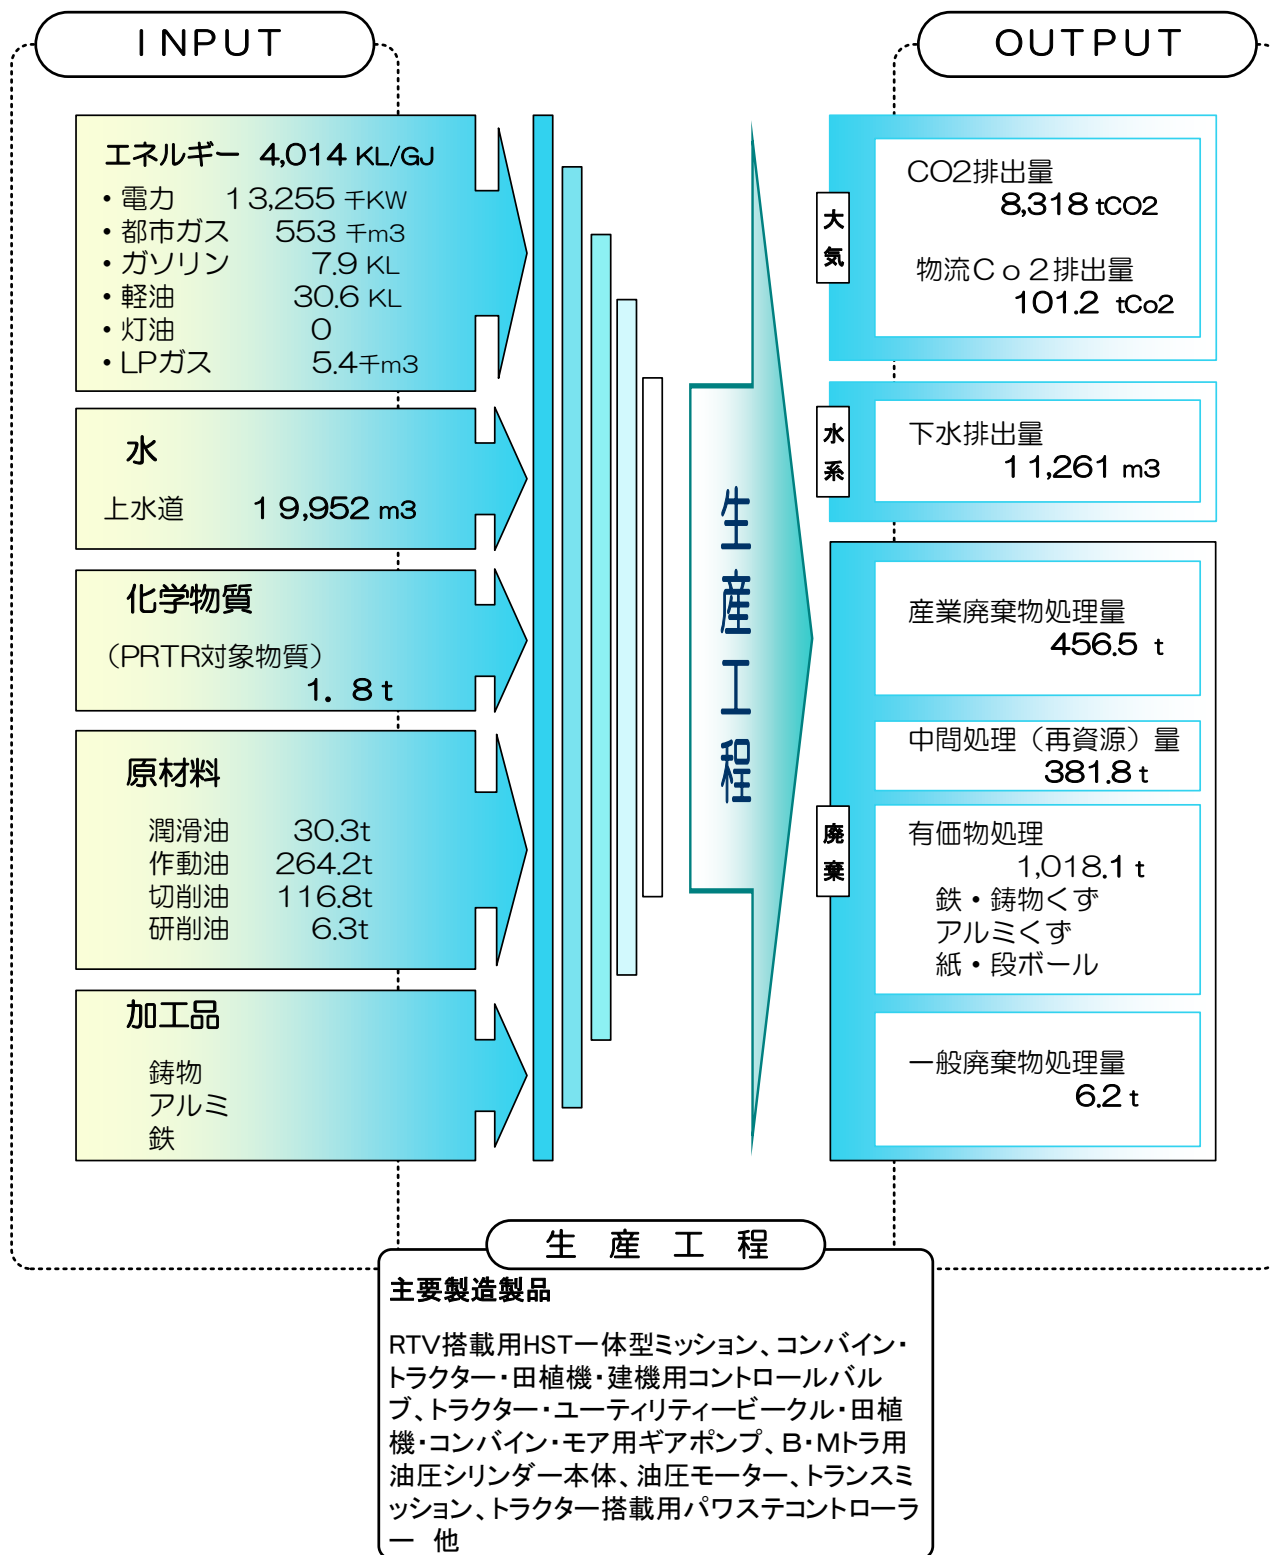 INPUT
エネルギー 4,014 KL/GJ
・電力 13,255 千KW
・都市ガス 553 千m3
・ガソリン 7.9 KL
・軽油 30.6 KL
・灯油 0
・LPガス 5.4千m3
水
上水道 19,952 m3
化学物質
（PRTR対象物質）
1．8 t
原材料
潤滑油 30.3t
作動油 264.2t
切削油 116.8t
研削油 6.3t
加工品
鋳物
アルミ
鉄
生産工程
OUTPUT
大気
CO2排出量
8,318 tCO2
物流Ｃｏ２排出量
101.2 tCo2
水系
下水排出量
11,261 m3
廃棄
産業廃棄物処理量
456.5 t
中間処理（再資源）量
381.8 t
有価物処理
1,018.1 t
鉄・鋳物くず
アルミくず
紙・段ボール
一般廃棄物処理量
6.2 t
生産工程
主要製造製品
RTV搭載用HST一体型ミッション、コンバイン・
トラクター・田植機・建機用コントロールバル
ブ、トラクター・ユーティリティービークル・田植
機・コンバイン・モア用ギアポンプ、B・Mトラ用
油圧シリンダー本体、油圧モーター、トランスミ
ッション、トラクター搭載用パワステコントローラ
ー 他